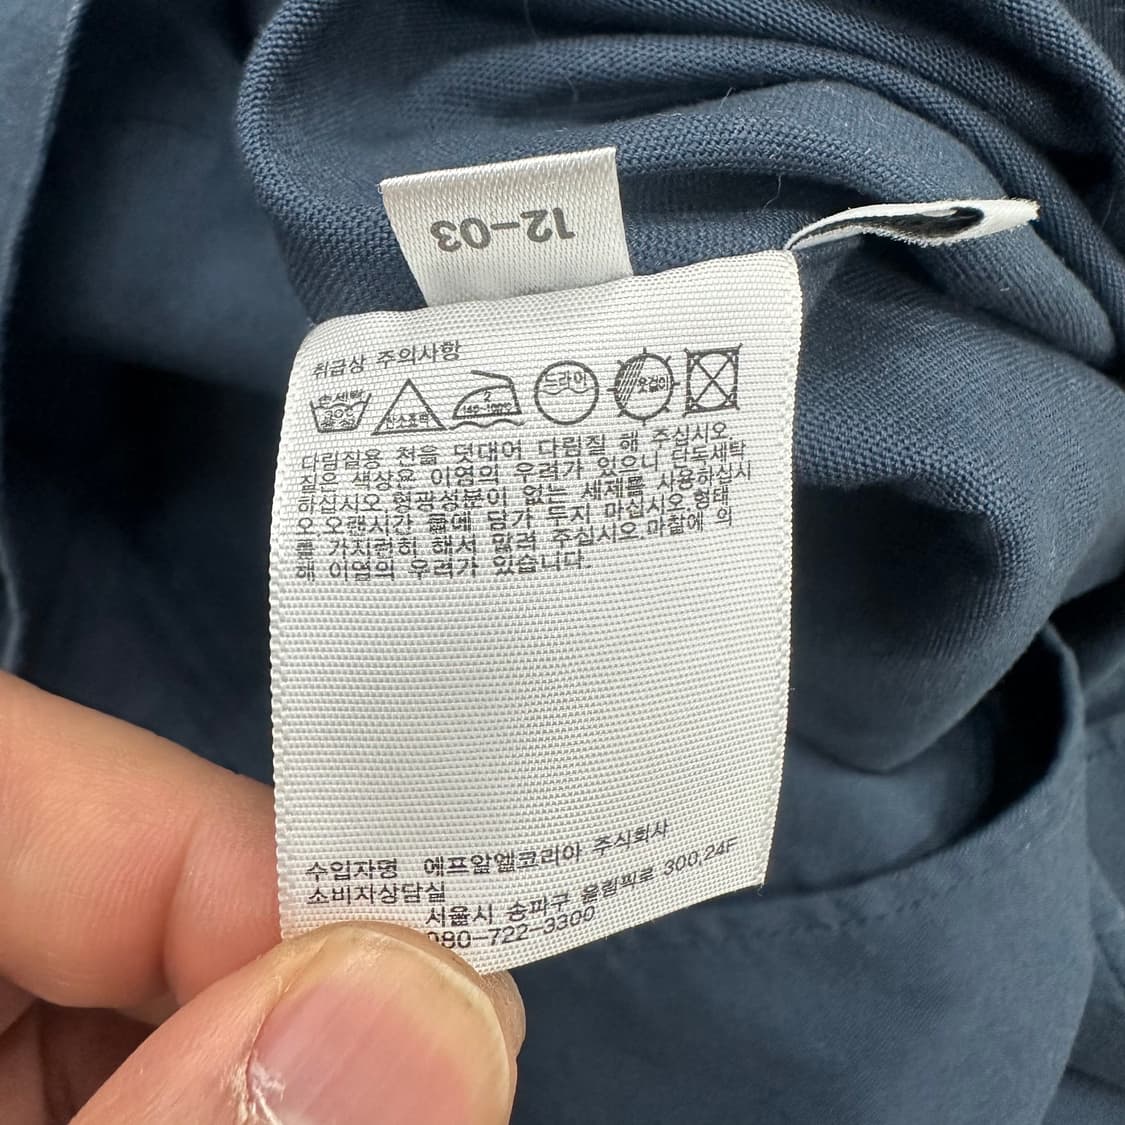 12-03
취급상 주의사항
손세탁 중성
산소표백
2
140-160℃
드라이
옷걸이
다림질용 천을 덧대어 다림질 해 주십시오.
짙은 색상은 이염의 우려가 있으니 단독세탁
하십시오.형광성분이 없는 세제를 사용하십시
오.오랜시간 물에 담가 두지 마십시오.형태
를 가지런히 해서 말려 주십시오.마찰에 의
해 이염의 우려가 있습니다.
수입자명 에프알엘코리아 주식회사
소비자상담실
서울시 송파구 올림픽로 300,24F
080-722-3300